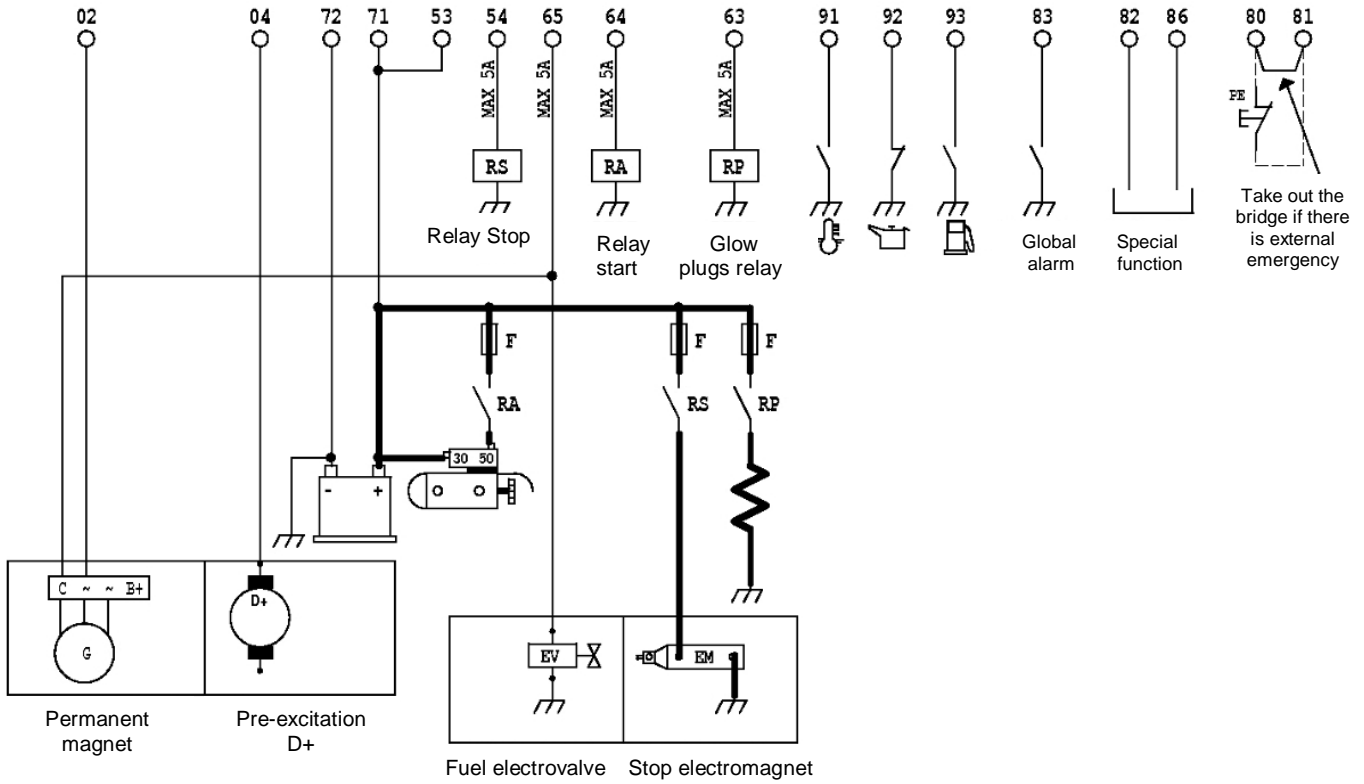 02 04 72 71 53 54 65 64 63 91 92 93 83 82 86 80 81
MAX 5A MAX 5A MAX 5A MAX 5A
PE
RS RA RP
Relay Stop
Relay
start
Glow
plugs relay
Global
alarm
Special
function
Take out the
bridge if there
is external
emergency
F F F
RA RS RP
30 50
- +
C ~ ~ B+
D+
G
EV EM
Permanent
magnet
Pre-excitation
D+
Fuel electrovalve
Stop electromagnet